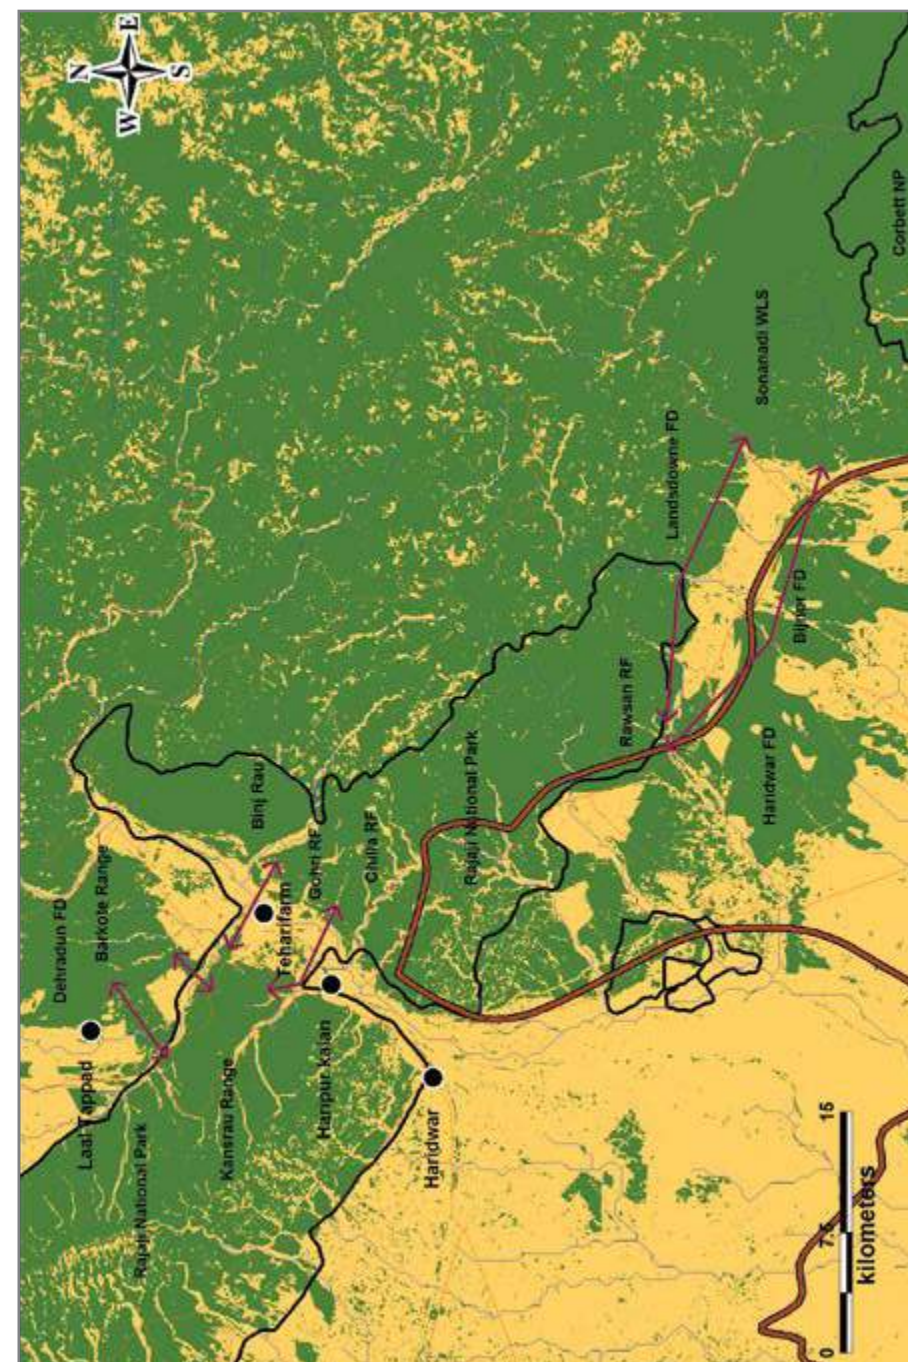 N
E
W
S
Dehradun FD
Barkote Range
Laal Tappad
Rajaji National Park
Kansrau Range
Teharifarm
Binj Rau
Gohri RF
Chilla RF
Haripur Kalan
Haridwar
Rajaji National Park
Rawsan RF
Landsdowne FD
Sonanadi WLS
Corbett NP
Bijnor FD
Haridwar FD
0
7.5
15
kilometers